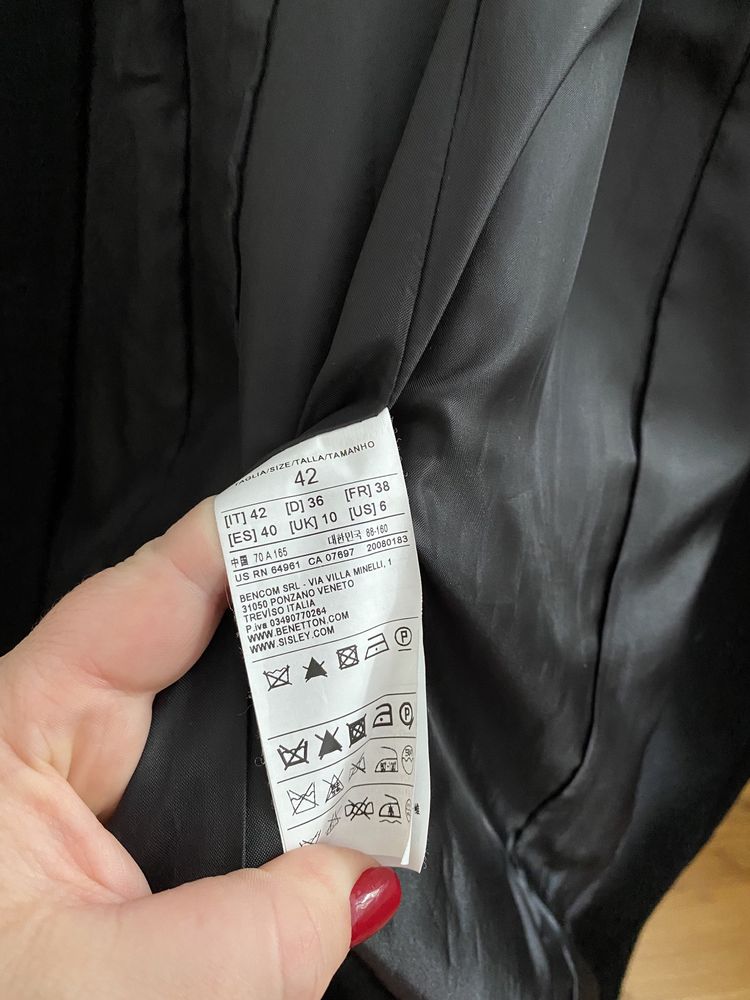 TAGLIA/SIZE/TALLA/TAMANHO
42
[IT] 42 [D] 36 [FR] 38
[ES] 40 [UK] 10 [US] 6
中國 70 A 165 대한민국 88-160
US RN 64961 CA 07697 20080183
BENCOM SRL - VIA VILLA MINELLI, 1
31050 PONZANO VENETO
TREVISO ITALIA
P.iva 03490770264
WWW.BENETTON.COM
WWW.SISLEY.COM
P
P